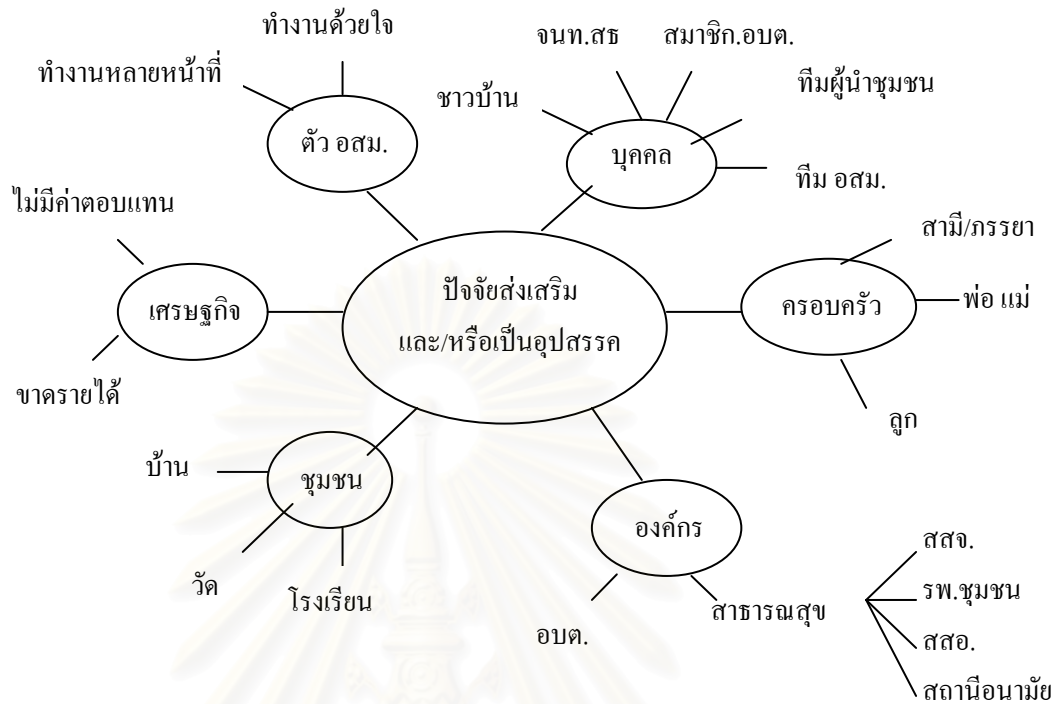 ทำงานด้วยใจ
จนท.สธ
สมาชิก.อบต.
ทำงานหลายหน้าที่
ทีมผู้นำชุมชน
ชาวบ้าน
ตัว อสม.
บุคคล
ทีม อสม.
ไม่มีค่าตอบแทน
สามี/ภรรยา
ปัจจัยส่งเสริม
และ/หรือเป็นอุปสรรค
เศรษฐกิจ
ครอบครัว
พ่อ แม่
ขาดรายได้
ลูก
บ้าน
ชุมชน
องค์กร
วัด
โรงเรียน
อบต.
สาธารณสุข
สสจ.
รพ.ชุมชน
สสอ.
สถานีอนามัย